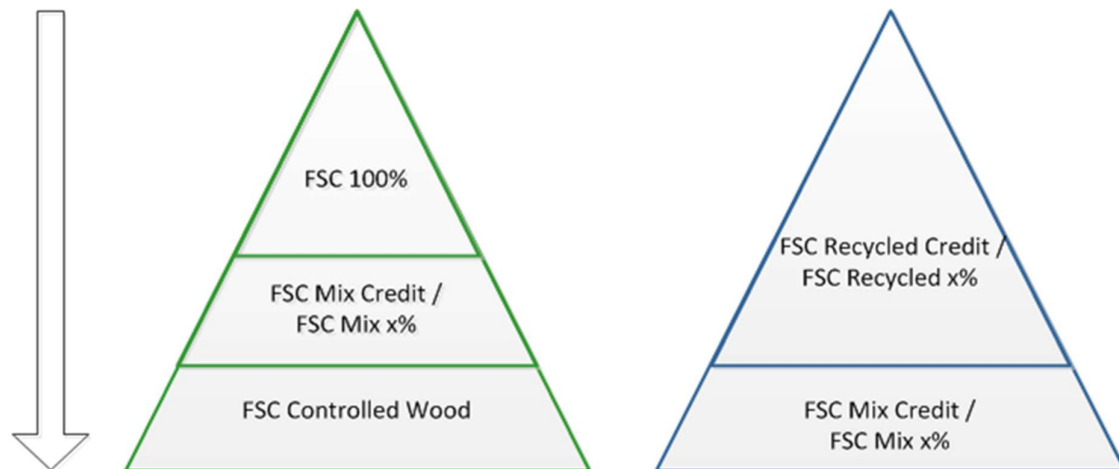 FSC 100%
FSC Mix Credit /
FSC Mix x%
FSC Controlled Wood
FSC Recycled Credit /
FSC Recycled x%
FSC Mix Credit /
FSC Mix x%